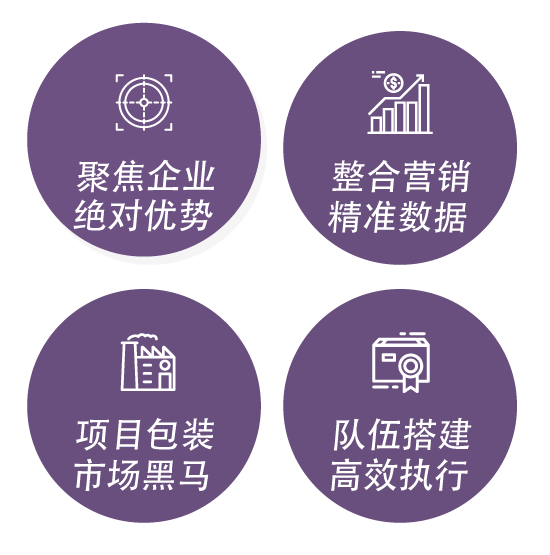 聚焦企业
绝对优势
整合营销
精准数据
项目包装
市场黑马
队伍搭建
高效执行